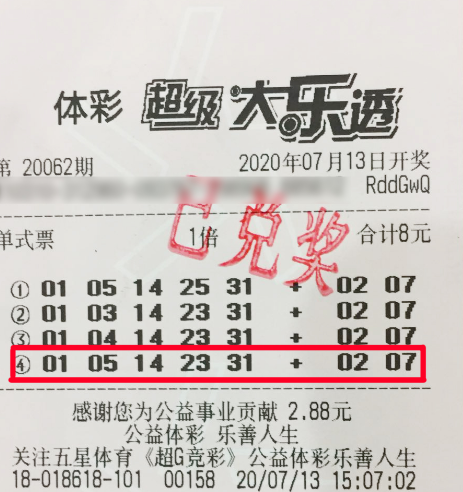 体彩 超级大乐透
第 20062期 2020年07月13日开奖
RddGwQ
单式票 1倍 合计8元
已兑奖
① 01 05 14 25 31 + 02 07
② 01 03 14 23 31 + 02 07
③ 01 04 14 23 31 + 02 07
④ 01 05 14 23 31 + 02 07
感谢您为公益事业贡献 2.88元
公益体彩 乐善人生
关注五星体育《超G竞彩》公益体彩乐善人生
18-018618-101 00158 20/07/13 15:07:02